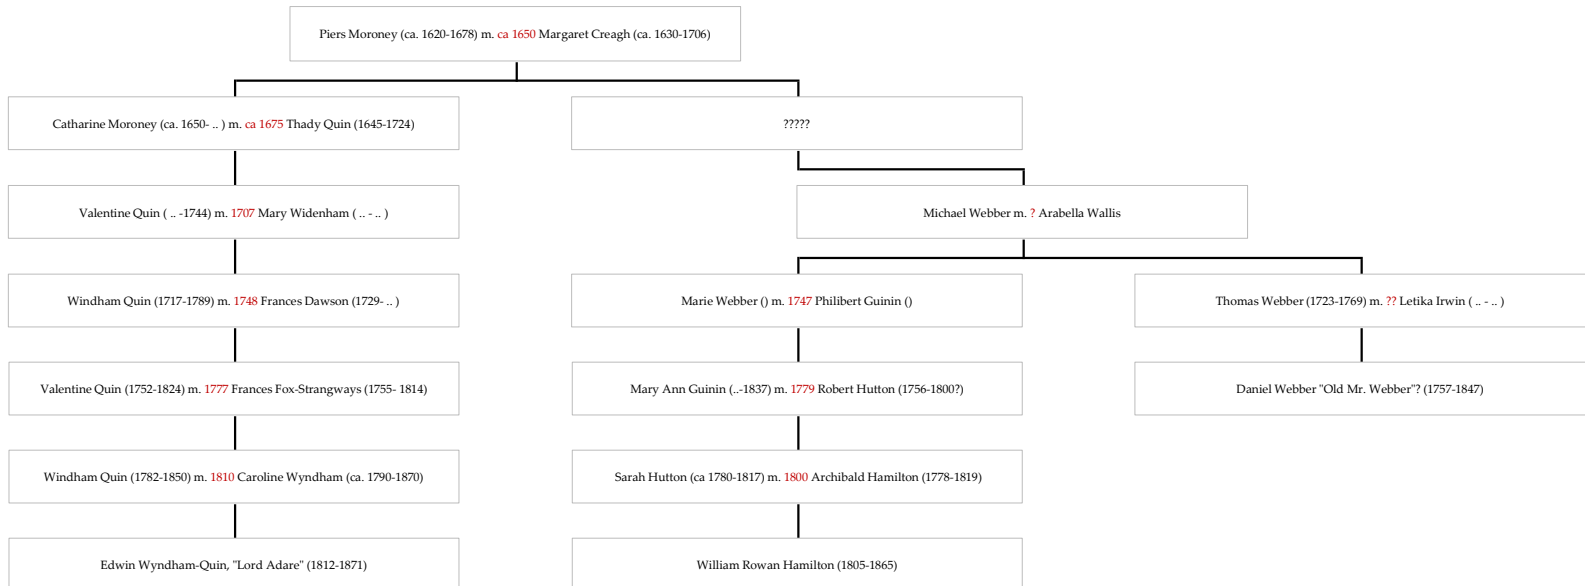 Piers Moroney (ca. 1620-1678) m. ca 1650 Margaret Creagh (ca. 1630-1706)
Catharine Moroney (ca. 1650- .. ) m. ca 1675 Thady Quin (1645-1724)
?????
Valentine Quin ( .. -1744) m. 1707 Mary Widenham ( .. - .. )
Michael Webber m. ? Arabella Wallis
Windham Quin (1717-1789) m. 1748 Frances Dawson (1729- .. )
Marie Webber () m. 1747 Philibert Guinin ()
Thomas Webber (1723-1769) m. ?? Letika Irwin ( .. - .. )
Valentine Quin (1752-1824) m. 1777 Frances Fox-Strangways (1755- 1814)
Mary Ann Guinin (..-1837) m. 1779 Robert Hutton (1756-1800?)
Daniel Webber "Old Mr. Webber"? (1757-1847)
Windham Quin (1782-1850) m. 1810 Caroline Wyndham (ca. 1790-1870)
Sarah Hutton (ca 1780-1817) m. 1800 Archibald Hamilton (1778-1819)
Edwin Wyndham-Quin, "Lord Adare" (1812-1871)
William Rowan Hamilton (1805-1865)